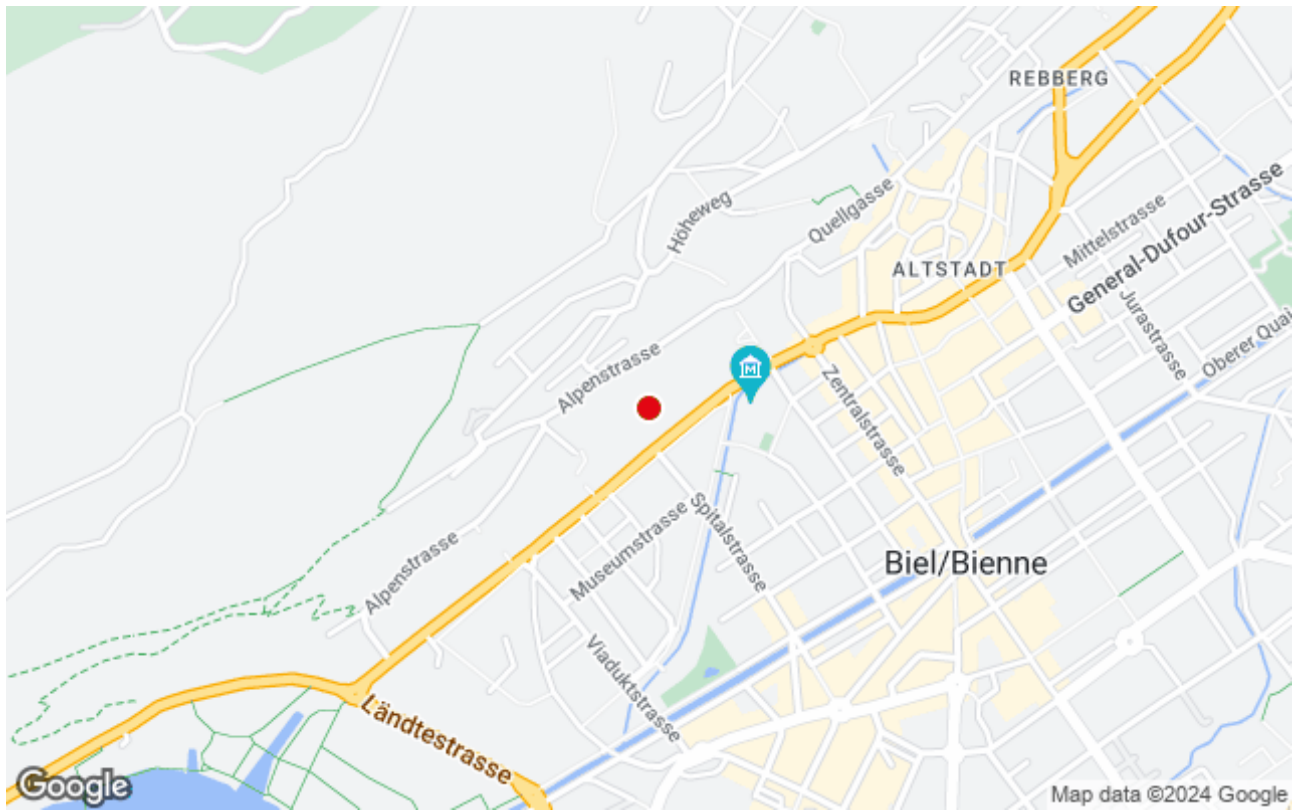 REBBERG
Quellgasse
Höheweg
Mittelstrasse
General-Dufour-Strasse
ALTSTADT
Jurastrasse
Oberer Quai
Alpenstrasse
M
Zentralstrasse
Spitalstrasse
Museumstrasse
Biel/Bienne
Alpenstrasse
Viaduktstrasse
Ländtestrasse
Google
Map data ©2024 Google